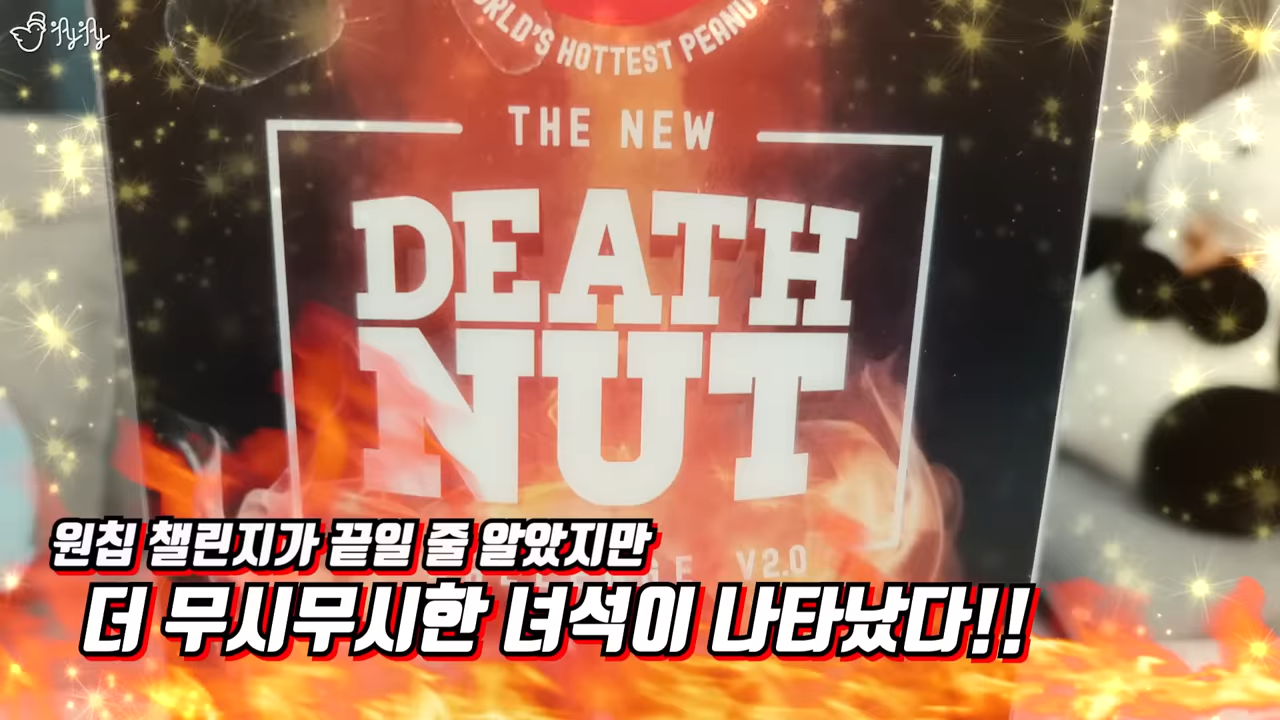 WORLD'S HOTTEST PEANUT
THE NEW
DEATH
NUT
V2.0
원칩 챌린지가 끝일 줄 알았지만
더 무시무시한 녀석이 나타났다!!